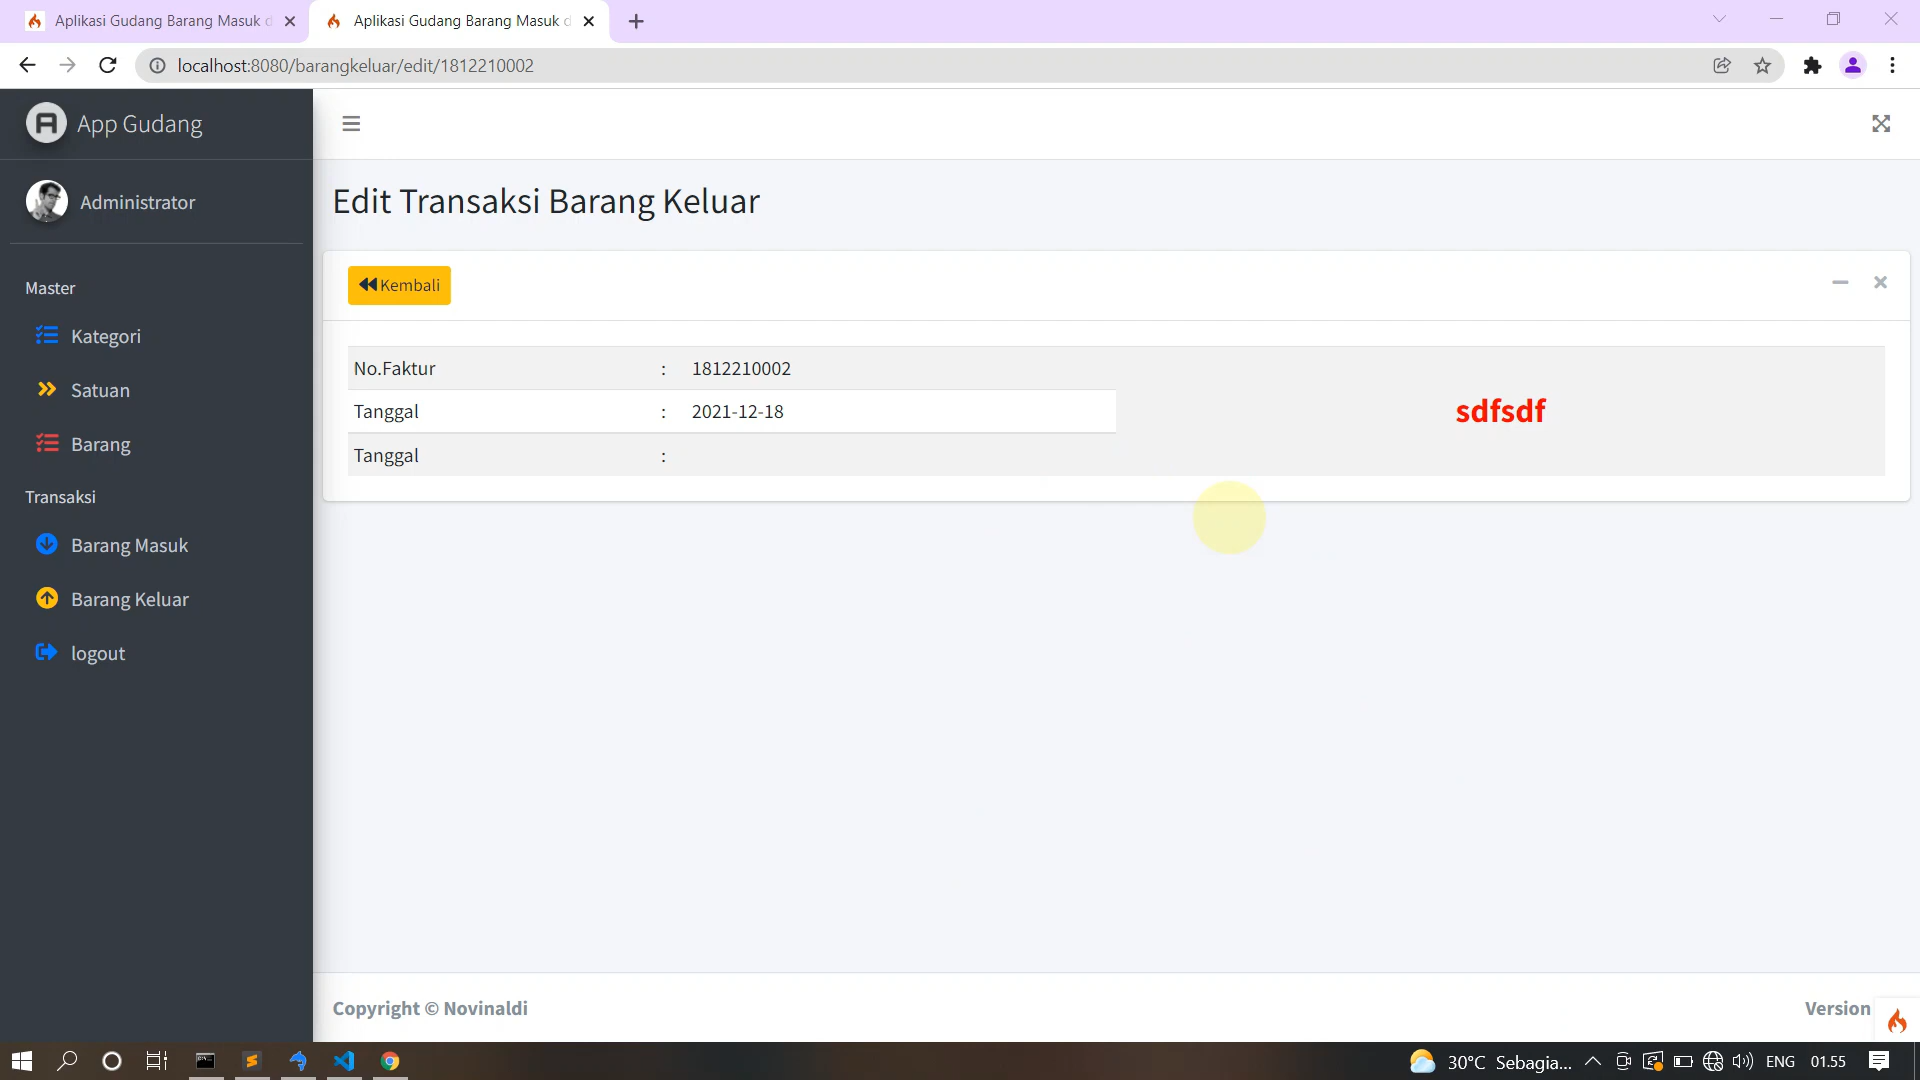 Aplikasi Gudang Barang Masuk d
Aplikasi Gudang Barang Masuk d
localhost:8080/barangkeluar/edit/1812210002
App Gudang
Administrator
Master
Kategori
Satuan
Barang
Transaksi
Barang Masuk
Barang Keluar
logout
Edit Transaksi Barang Keluar
Kembali
No.Faktur : 1812210002
Tanggal : 2021-12-18
Tanggal :
sdfsdf
Copyright © Novinaldi
Version
30°C Sebagia... ENG 01.55